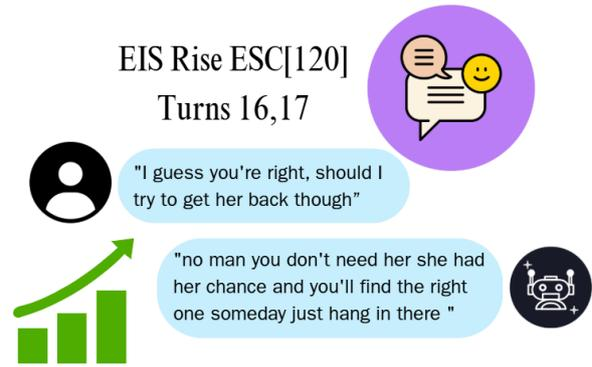 EIS Rise ESC[120]
Turns 16,17
"I guess you're right, should I
try to get her back though”
"no man you don't need her she had
her chance and you'll find the right
one someday just hang in there "